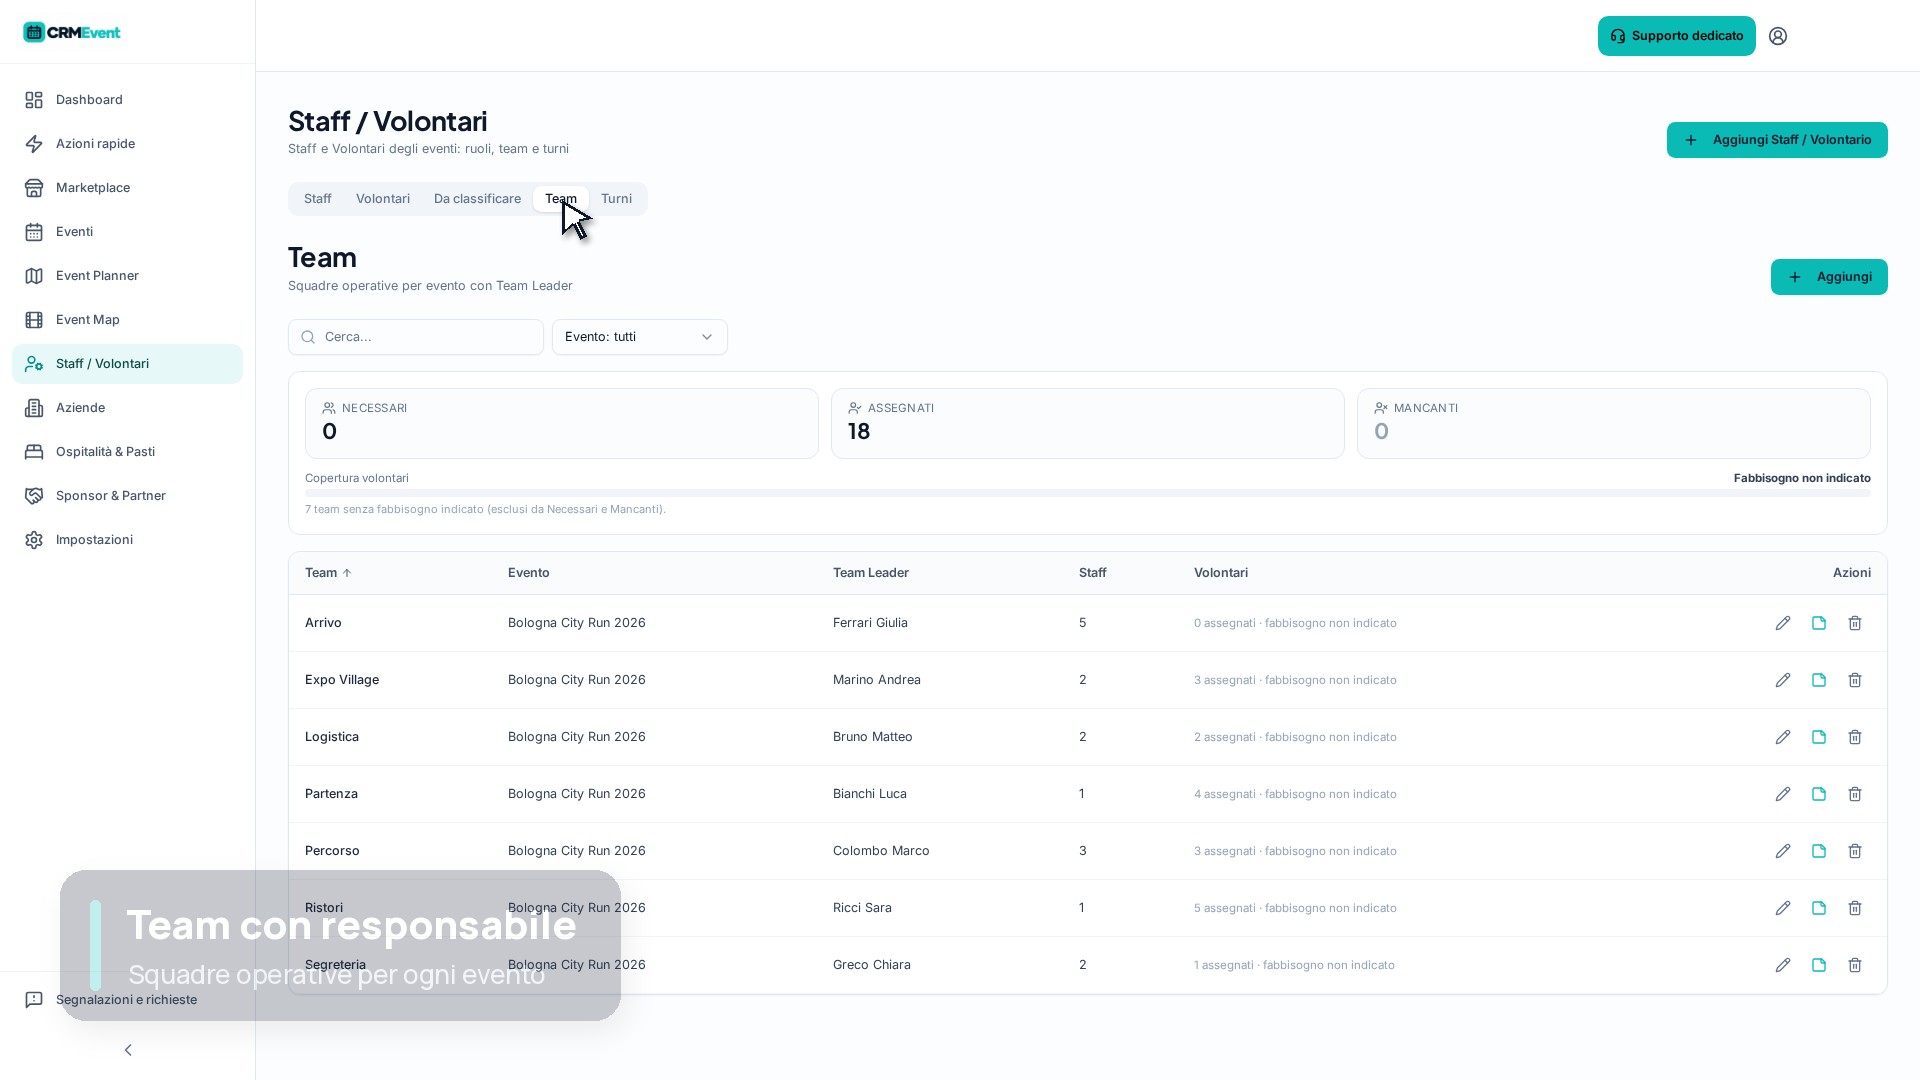 CRMEvent
Supporto dedicato
Dashboard
Azioni rapide
Marketplace
Eventi
Event Planner
Event Map
Staff / Volontari
Aziende
Ospitalità & Pasti
Sponsor & Partner
Impostazioni
Segnalazioni e richieste
Staff / Volontari
Staff e Volontari degli eventi: ruoli, team e turni
Aggiungi Staff / Volontario
Staff Volontari Da classificare Team Turni
Team
Squadre operative per evento con Team Leader
Aggiungi
Cerca... Evento: tutti
NECESSARI
0
ASSEGNATI
18
MANCANTI
0
Copertura volontari Fabbisogno non indicato
7 team senza fabbisogno indicato (esclusi da Necessari e Mancanti).
Team Evento Team Leader Staff Volontari Azioni
Arrivo Bologna City Run 2026 Ferrari Giulia 5 0 assegnati · fabbisogno non indicato
Expo Village Bologna City Run 2026 Marino Andrea 2 3 assegnati · fabbisogno non indicato
Logistica Bologna City Run 2026 Bruno Matteo 2 2 assegnati · fabbisogno non indicato
Partenza Bologna City Run 2026 Bianchi Luca 1 4 assegnati · fabbisogno non indicato
Percorso Bologna City Run 2026 Colombo Marco 3 3 assegnati · fabbisogno non indicato
Ristori Bologna City Run 2026 Ricci Sara 1 5 assegnati · fabbisogno non indicato
Segreteria Bologna City Run 2026 Greco Chiara 2 1 assegnati · fabbisogno non indicato
Team con responsabile
Squadre operative per ogni evento